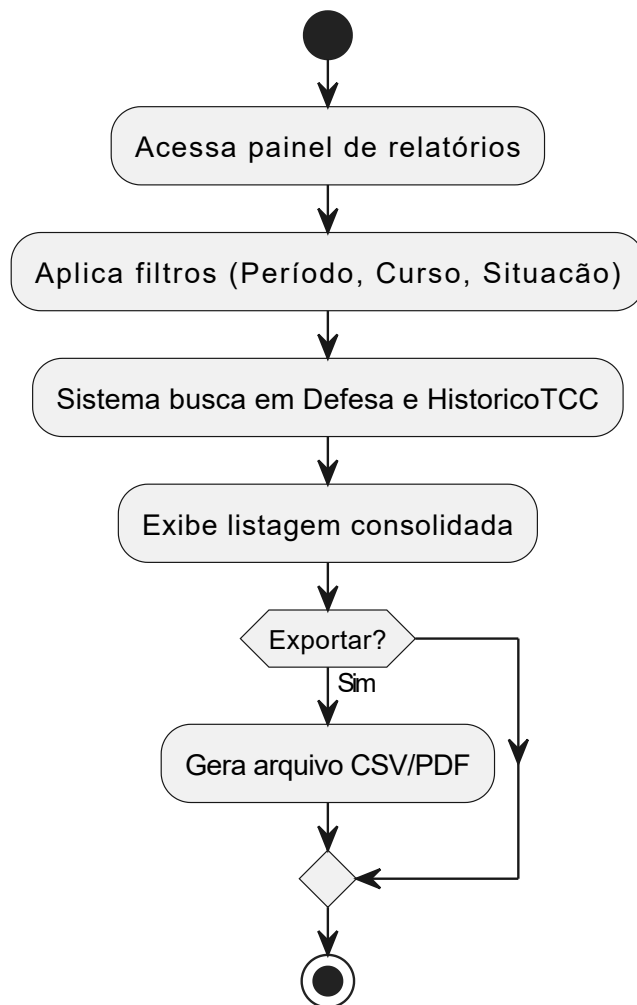 Acessa painel de relatórios
Aplica filtros (Período, Curso, Situacão)
Sistema busca em Defesa e HistoricoTCC
Exibe listagem consolidada
Exportar?
Sim
Gera arquivo CSV/PDF